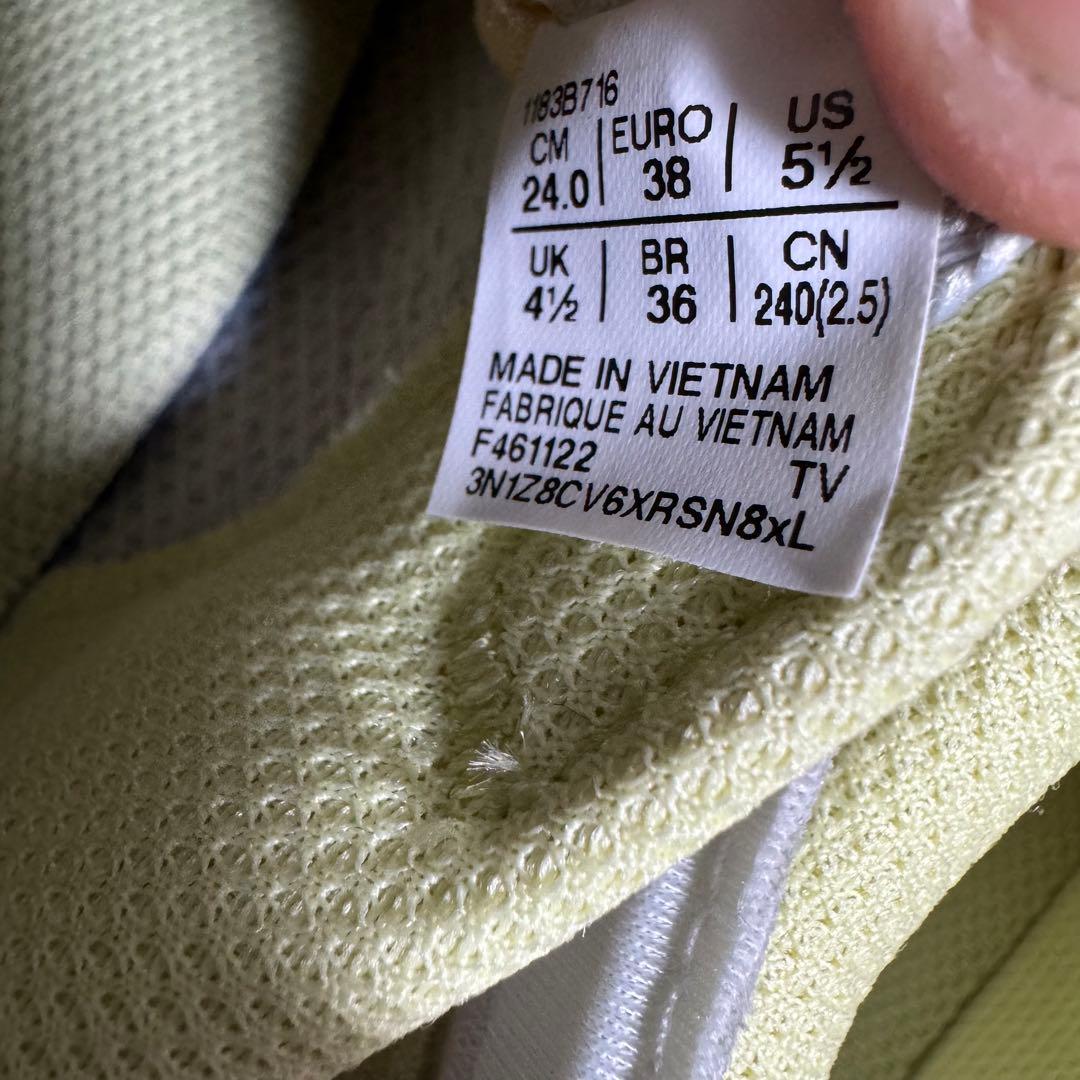 1183B716
CM EURO US
24.0 38 5½
UK BR CN
4½ 36 240(2.5)
MADE IN VIETNAM
FABRIQUE AU VIETNAM
F461122 TV
3N1Z8CV6XRSN8xL